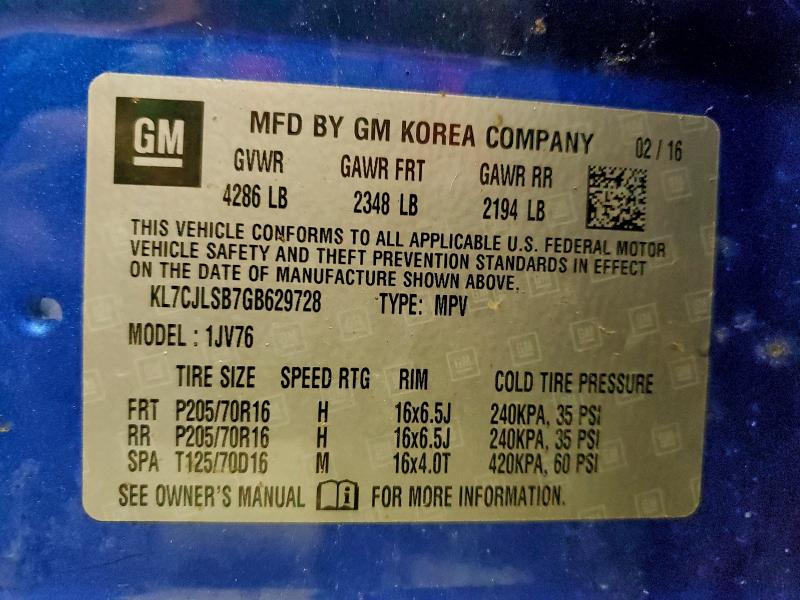 GM MFD BY GM KOREA COMPANY 02 / 16
GVWR GAWR FRT GAWR RR
4286 LB 2348 LB 2194 LB
THIS VEHICLE CONFORMS TO ALL APPLICABLE U.S. FEDERAL MOTOR
VEHICLE SAFETY AND THEFT PREVENTION STANDARDS IN EFFECT
ON THE DATE OF MANUFACTURE SHOWN ABOVE.
KL7CJLSB7GB629728 TYPE: MPV
MODEL : 1JV76
TIRE SIZE SPEED RTG RIM COLD TIRE PRESSURE
FRT P205/70R16 H 16x6.5J 240KPA, 35 PSI
RR P205/70R16 H 16x6.5J 240KPA, 35 PSI
SPA T125/70D16 M 16x4.0T 420KPA, 60 PSI
SEE OWNER'S MANUAL i FOR MORE INFORMATION.